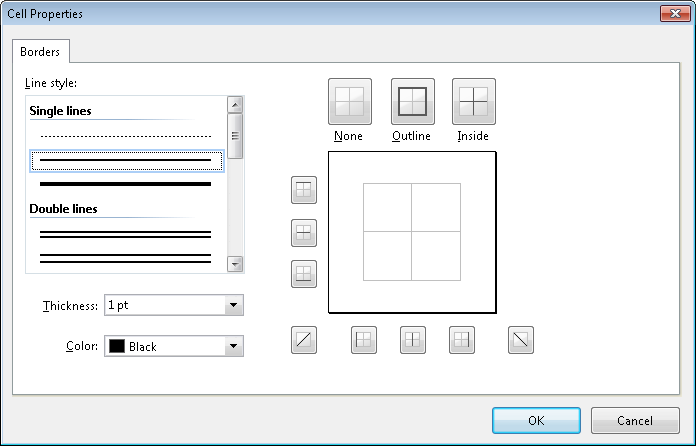 Cell Properties
Borders
Line style:
Single lines
Double lines
None
Outline
Inside
Thickness:
1 pt
Color:
Black
OK
Cancel